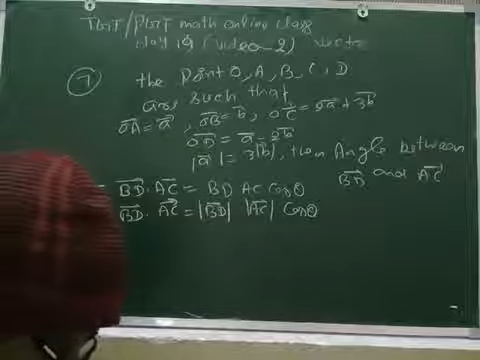 TGT/PGT math online class
day 19 (video 2)
7 the point O, A, B, C, D
are such that
OA = a, OB = b, OC = 2a + 3b
OD = a - 2b
|a| = 3|b|, then Angle between
BD and AC
BD . AC = BD AC Cosθ
BD . AC = |BD| |AC| Cosθ